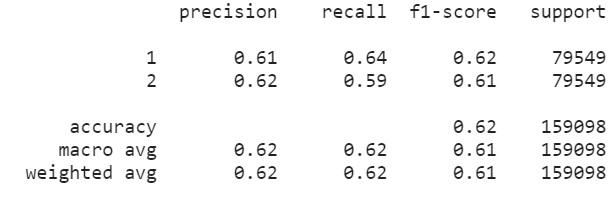 precision recall f1-score support
1 0.61 0.64 0.62 79549
2 0.62 0.59 0.61 79549
accuracy 0.62 159098
macro avg 0.62 0.62 0.61 159098
weighted avg 0.62 0.62 0.61 159098